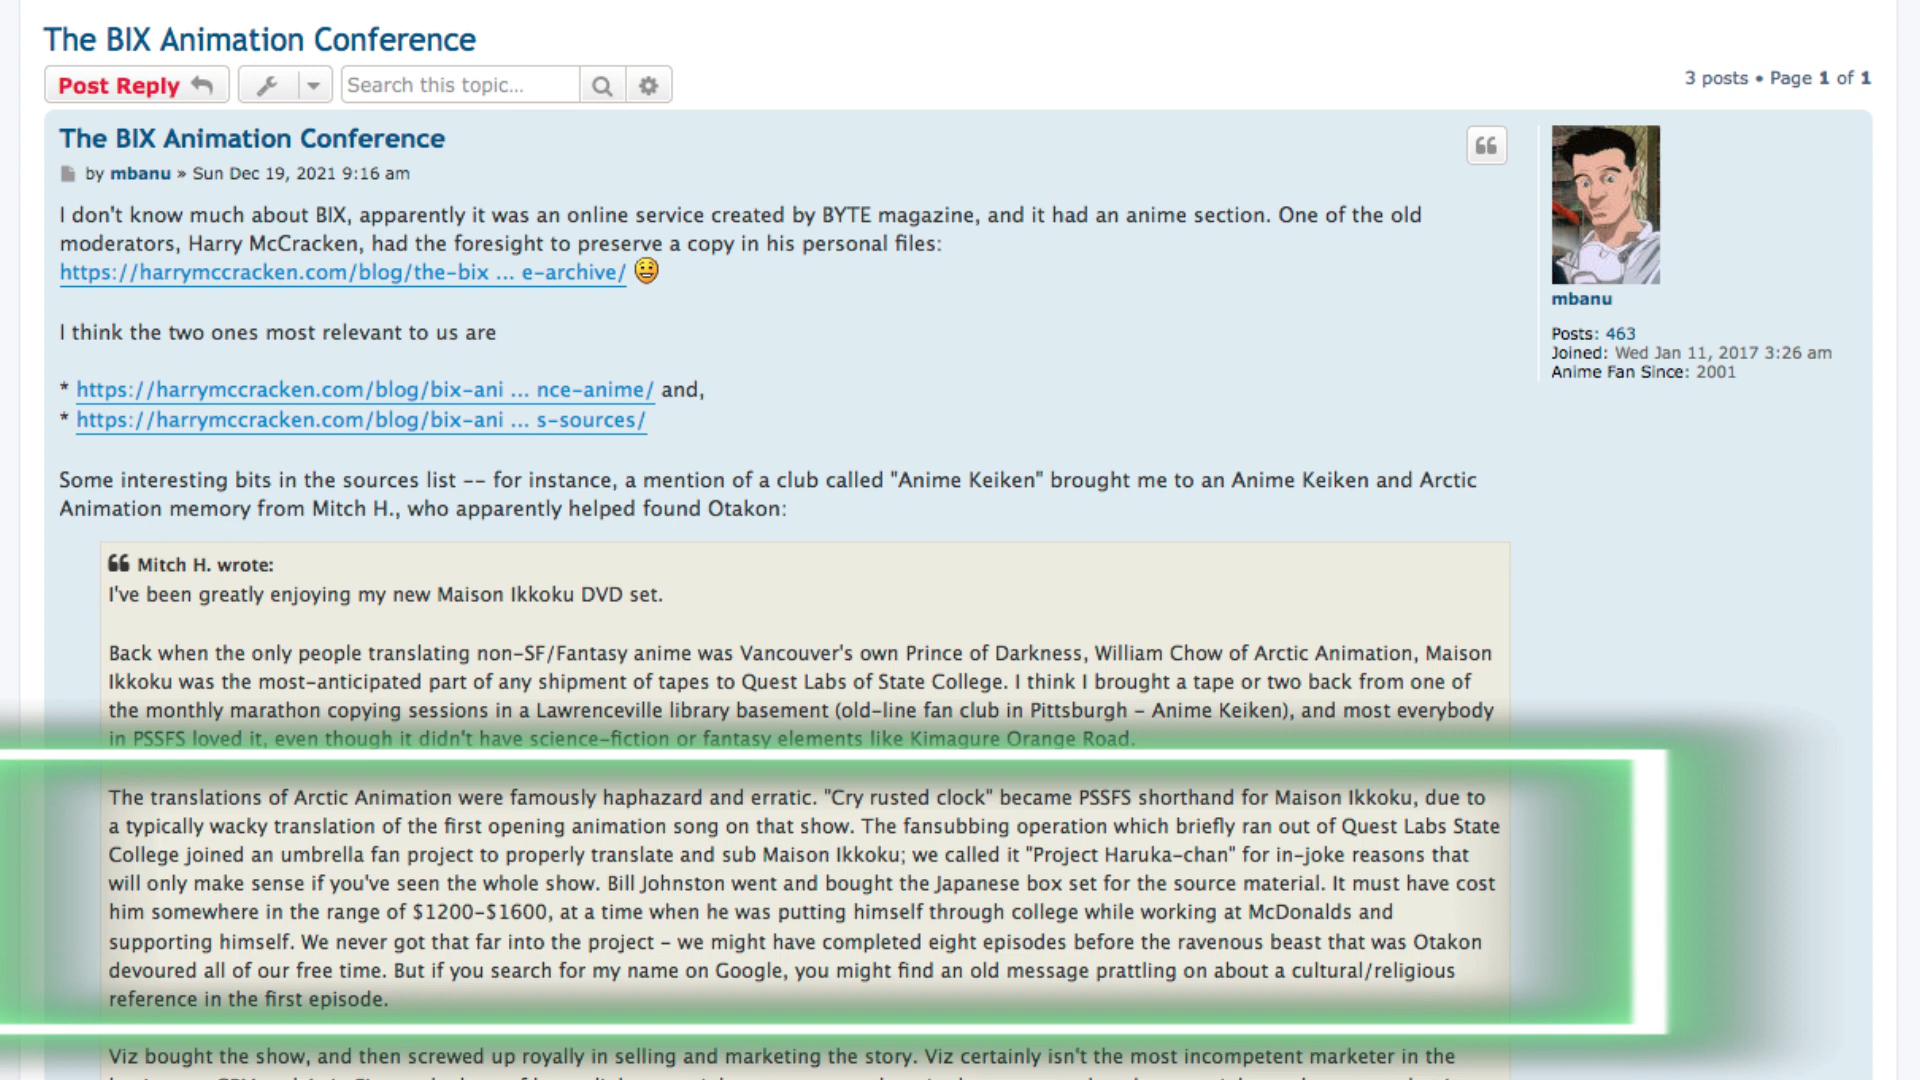 The BIX Animation Conference
Post Reply
Search this topic...
3 posts • Page 1 of 1
The BIX Animation Conference
by mbanu » Sun Dec 19, 2021 9:16 am
I don't know much about BIX, apparently it was an online service created by BYTE magazine, and it had an anime section. One of the old
moderators, Harry McCracken, had the foresight to preserve a copy in his personal files:
https://harrymccracken.com/blog/the-bix ... e-archive/
I think the two ones most relevant to us are
* https://harrymccracken.com/blog/bix-ani ... nce-anime/ and,
* https://harrymccracken.com/blog/bix-ani ... s-sources/
Some interesting bits in the sources list -- for instance, a mention of a club called "Anime Keiken" brought me to an Anime Keiken and Arctic
Animation memory from Mitch H., who apparently helped found Otakon:
Mitch H. wrote:
I've been greatly enjoying my new Maison Ikkoku DVD set.
Back when the only people translating non-SF/Fantasy anime was Vancouver's own Prince of Darkness, William Chow of Arctic Animation, Maison
Ikkoku was the most-anticipated part of any shipment of tapes to Quest Labs of State College. I think I brought a tape or two back from one of
the monthly marathon copying sessions in a Lawrenceville library basement (old-line fan club in Pittsburgh - Anime Keiken), and most everybody
in PSSFS loved it, even though it didn't have science-fiction or fantasy elements like Kimagure Orange Road.
The translations of Arctic Animation were famously haphazard and erratic. "Cry rusted clock" became PSSFS shorthand for Maison Ikkoku, due to
a typically wacky translation of the first opening animation song on that show. The fansubbing operation which briefly ran out of Quest Labs State
College joined an umbrella fan project to properly translate and sub Maison Ikkoku; we called it "Project Haruka-chan" for in-joke reasons that
will only make sense if you've seen the whole show. Bill Johnston went and bought the Japanese box set for the source material. It must have cost
him somewhere in the range of $1200-$1600, at a time when he was putting himself through college while working at McDonalds and
supporting himself. We never got that far into the project - we might have completed eight episodes before the ravenous beast that was Otakon
devoured all of our free time. But if you search for my name on Google, you might find an old message prattling on about a cultural/religious
reference in the first episode.
Viz bought the show, and then screwed up royally in selling and marketing the story. Viz certainly isn't the most incompetent marketer in the
mbanu
Posts: 463
Joined: Wed Jan 11, 2017 3:26 am
Anime Fan Since: 2001